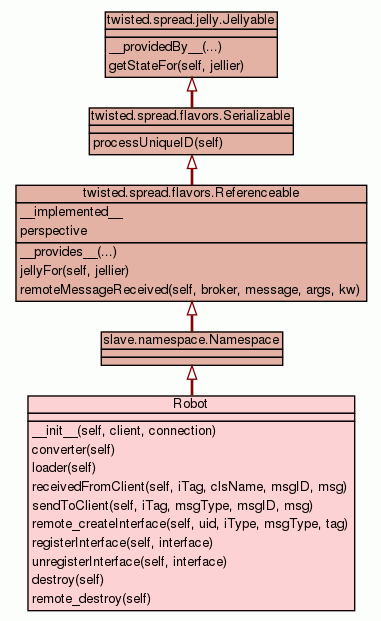 twisted.spread.jelly.Jellyable
__providedBy__(...)
getStateFor(self, jellier)
twisted.spread.flavors.Serializable
processUniqueID(self)
twisted.spread.flavors.Referenceable
__implemented__
perspective
__provides__(...)
jellyFor(self, jellier)
remoteMessageReceived(self, broker, message, args, kw)
slave.namespace.Namespace
Robot
__init__(self, client, connection)
converter(self)
loader(self)
receivedFromClient(self, iTag, clsName, msgID, msg)
sendToClient(self, iTag, msgType, msgID, msg)
remote_createInterface(self, uid, iType, msgType, tag)
registerInterface(self, interface)
unregisterInterface(self, interface)
destroy(self)
remote_destroy(self)